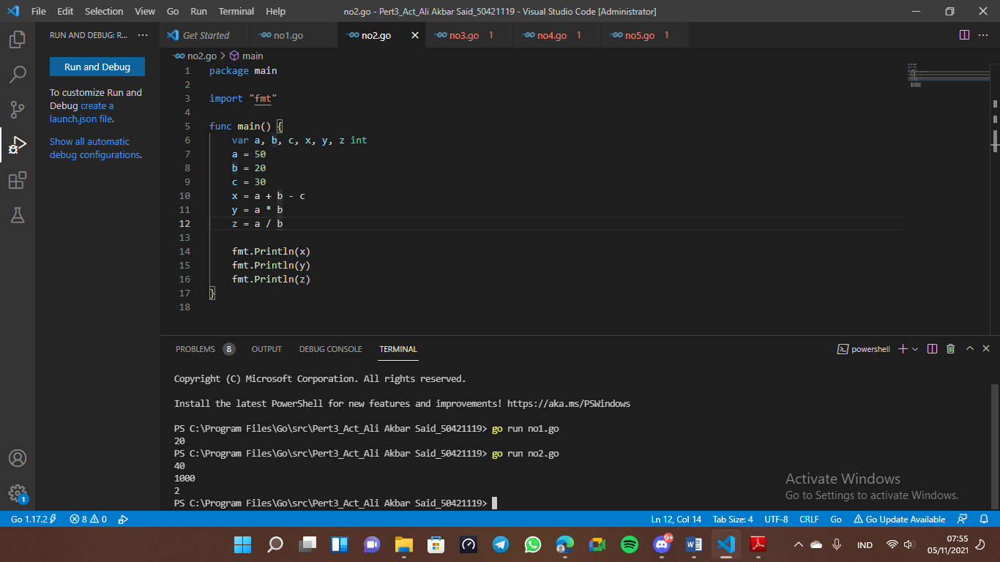 File Edit Selection View Go Run Terminal Help
no2.go - Pert3_Act_Ali Akbar Said_50421119 - Visual Studio Code [Administrator]
RUN AND DEBUG: R... ...
Get Started
GO no1.go
GO no2.go
GO no3.go 1
GO no4.go 1
GO no5.go 1
Run and Debug
To customize Run and
Debug create a
launch.json file.
Show all automatic
debug configurations.
GO no2.go > main
1 package main
2
3 import "fmt"
4
5 func main() {
6 var a, b, c, x, y, z int
7 a = 50
8 b = 20
9 c = 30
10 x = a + b - c
11 y = a * b
12 z = a / b
13
14 fmt.Println(x)
15 fmt.Println(y)
16 fmt.Println(z)
17 }
18
PROBLEMS 8 OUTPUT DEBUG CONSOLE TERMINAL
powershell
Copyright (C) Microsoft Corporation. All rights reserved.
Install the latest PowerShell for new features and improvements! https://aka.ms/PSWindows
PS C:\Program Files\Go\src\Pert3_Act_Ali Akbar Said_50421119> go run no1.go
20
PS C:\Program Files\Go\src\Pert3_Act_Ali Akbar Said_50421119> go run no2.go
40
1000
2
PS C:\Program Files\Go\src\Pert3_Act_Ali Akbar Said_50421119>
Activate Windows
Go to Settings to activate Windows.
1
Go 1.17.2 8 0
Ln 12, Col 14 Tab Size: 4 UTF-8 CRLF Go Go Update Available
9+
W
IND
07:55
05/11/2021